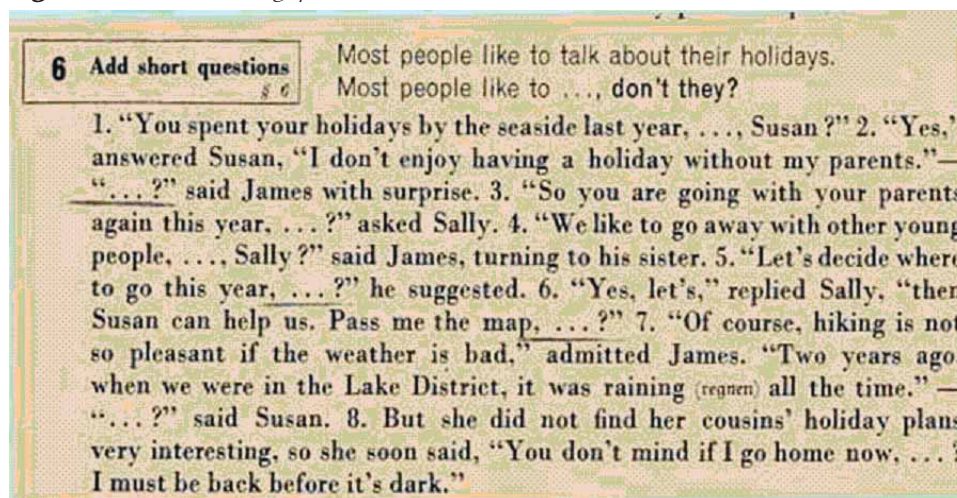 6 Add short questions
§ 6
Most people like to talk about their holidays.
Most people like to ..., don't they?
1. “You spent your holidays by the seaside last year, ..., Susan?” 2. “Yes,”
answered Susan, “I don't enjoy having a holiday without my parents.”—
“...?” said James with surprise. 3. “So you are going with your parents
again this year, ...?” asked Sally. 4. “We like to go away with other young
people, ..., Sally?” said James, turning to his sister. 5. “Let's decide where
to go this year, ...?” he suggested. 6. “Yes, let's,” replied Sally, “then
Susan can help us. Pass me the map, ...?” 7. “Of course, hiking is not
so pleasant if the weather is bad,” admitted James. “Two years ago,
when we were in the Lake District, it was raining (regnen) all the time.” —
“...?” said Susan. 8. But she did not find her cousins' holiday plans
very interesting, so she soon said, “You don't mind if I go home now, ...?
I must be back before it's dark.”